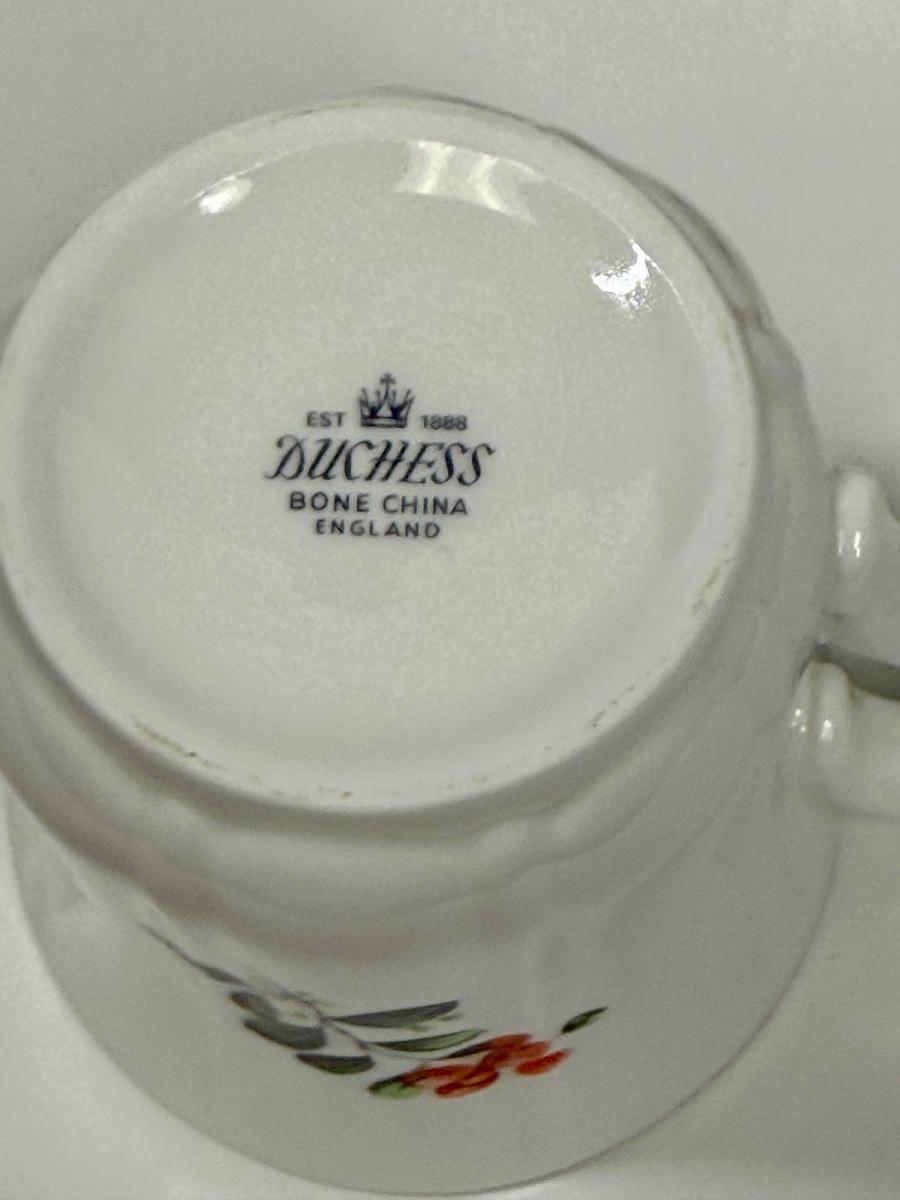 EST 1888
DUCHESS
BONE CHINA
ENGLAND